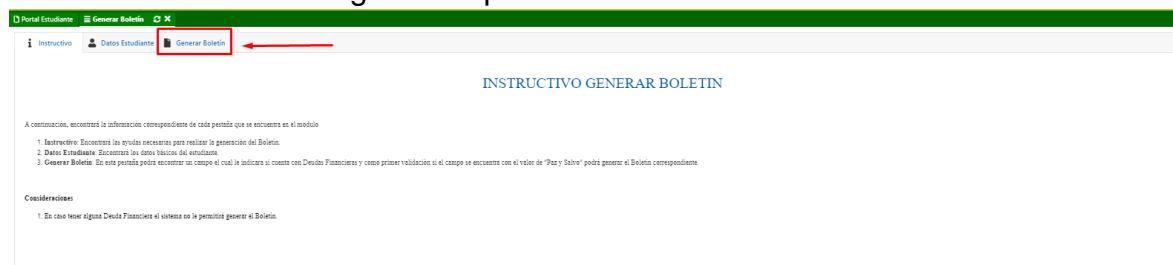 Portal Estudiante Generar Boletín
Instructivo Datos Estudiante Generar Boletín
INSTRUCTIVO GENERAR BOLETIN
A continuación, encontrará la información correspondiente de cada pestaña que se encuentra en el modulo
1. Instructivo: Encontrará las ayudas necesarias para realizar la generación del Boletín.
2. Datos Estudiante: Encontrará los datos básicos del estudiante.
3. Generar Boletín: En esta pestaña podrá encontrar un campo el cual le indicara si cuenta con Deudas Financieras y como primer validación si el campo se encuentra con el valor de "Paz y Salvo" podrá generar el Boletín correspondiente.
Consideraciones
1. En caso tener alguna Deuda Financiera el sistema no le permitirá generar el Boletín.